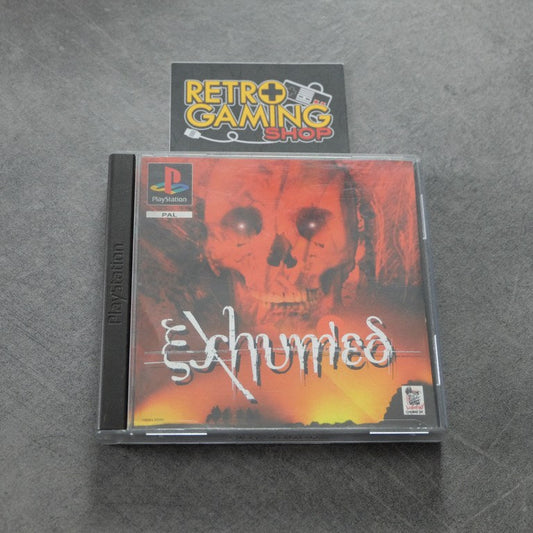 RETRO
GAMING
SHOP
PlayStation
PAL
PlayStation
Exhumed